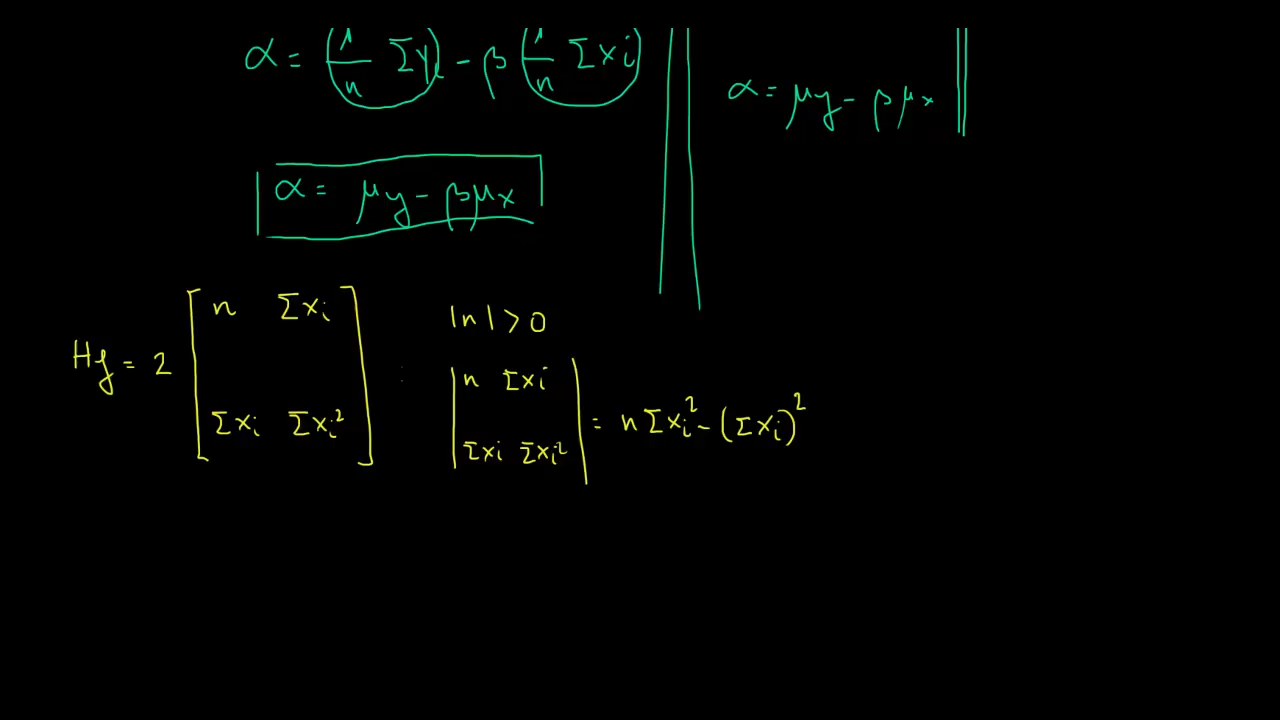 α = (1/n Σyi) - β (1/n Σxi)
α = μy - βμx
α = μy - βμx
Hf = 2 [n Σxi
Σxi Σxi²]
|n| > 0
|n Σxi
Σxi Σxi²| = nΣxi² - (Σxi)²